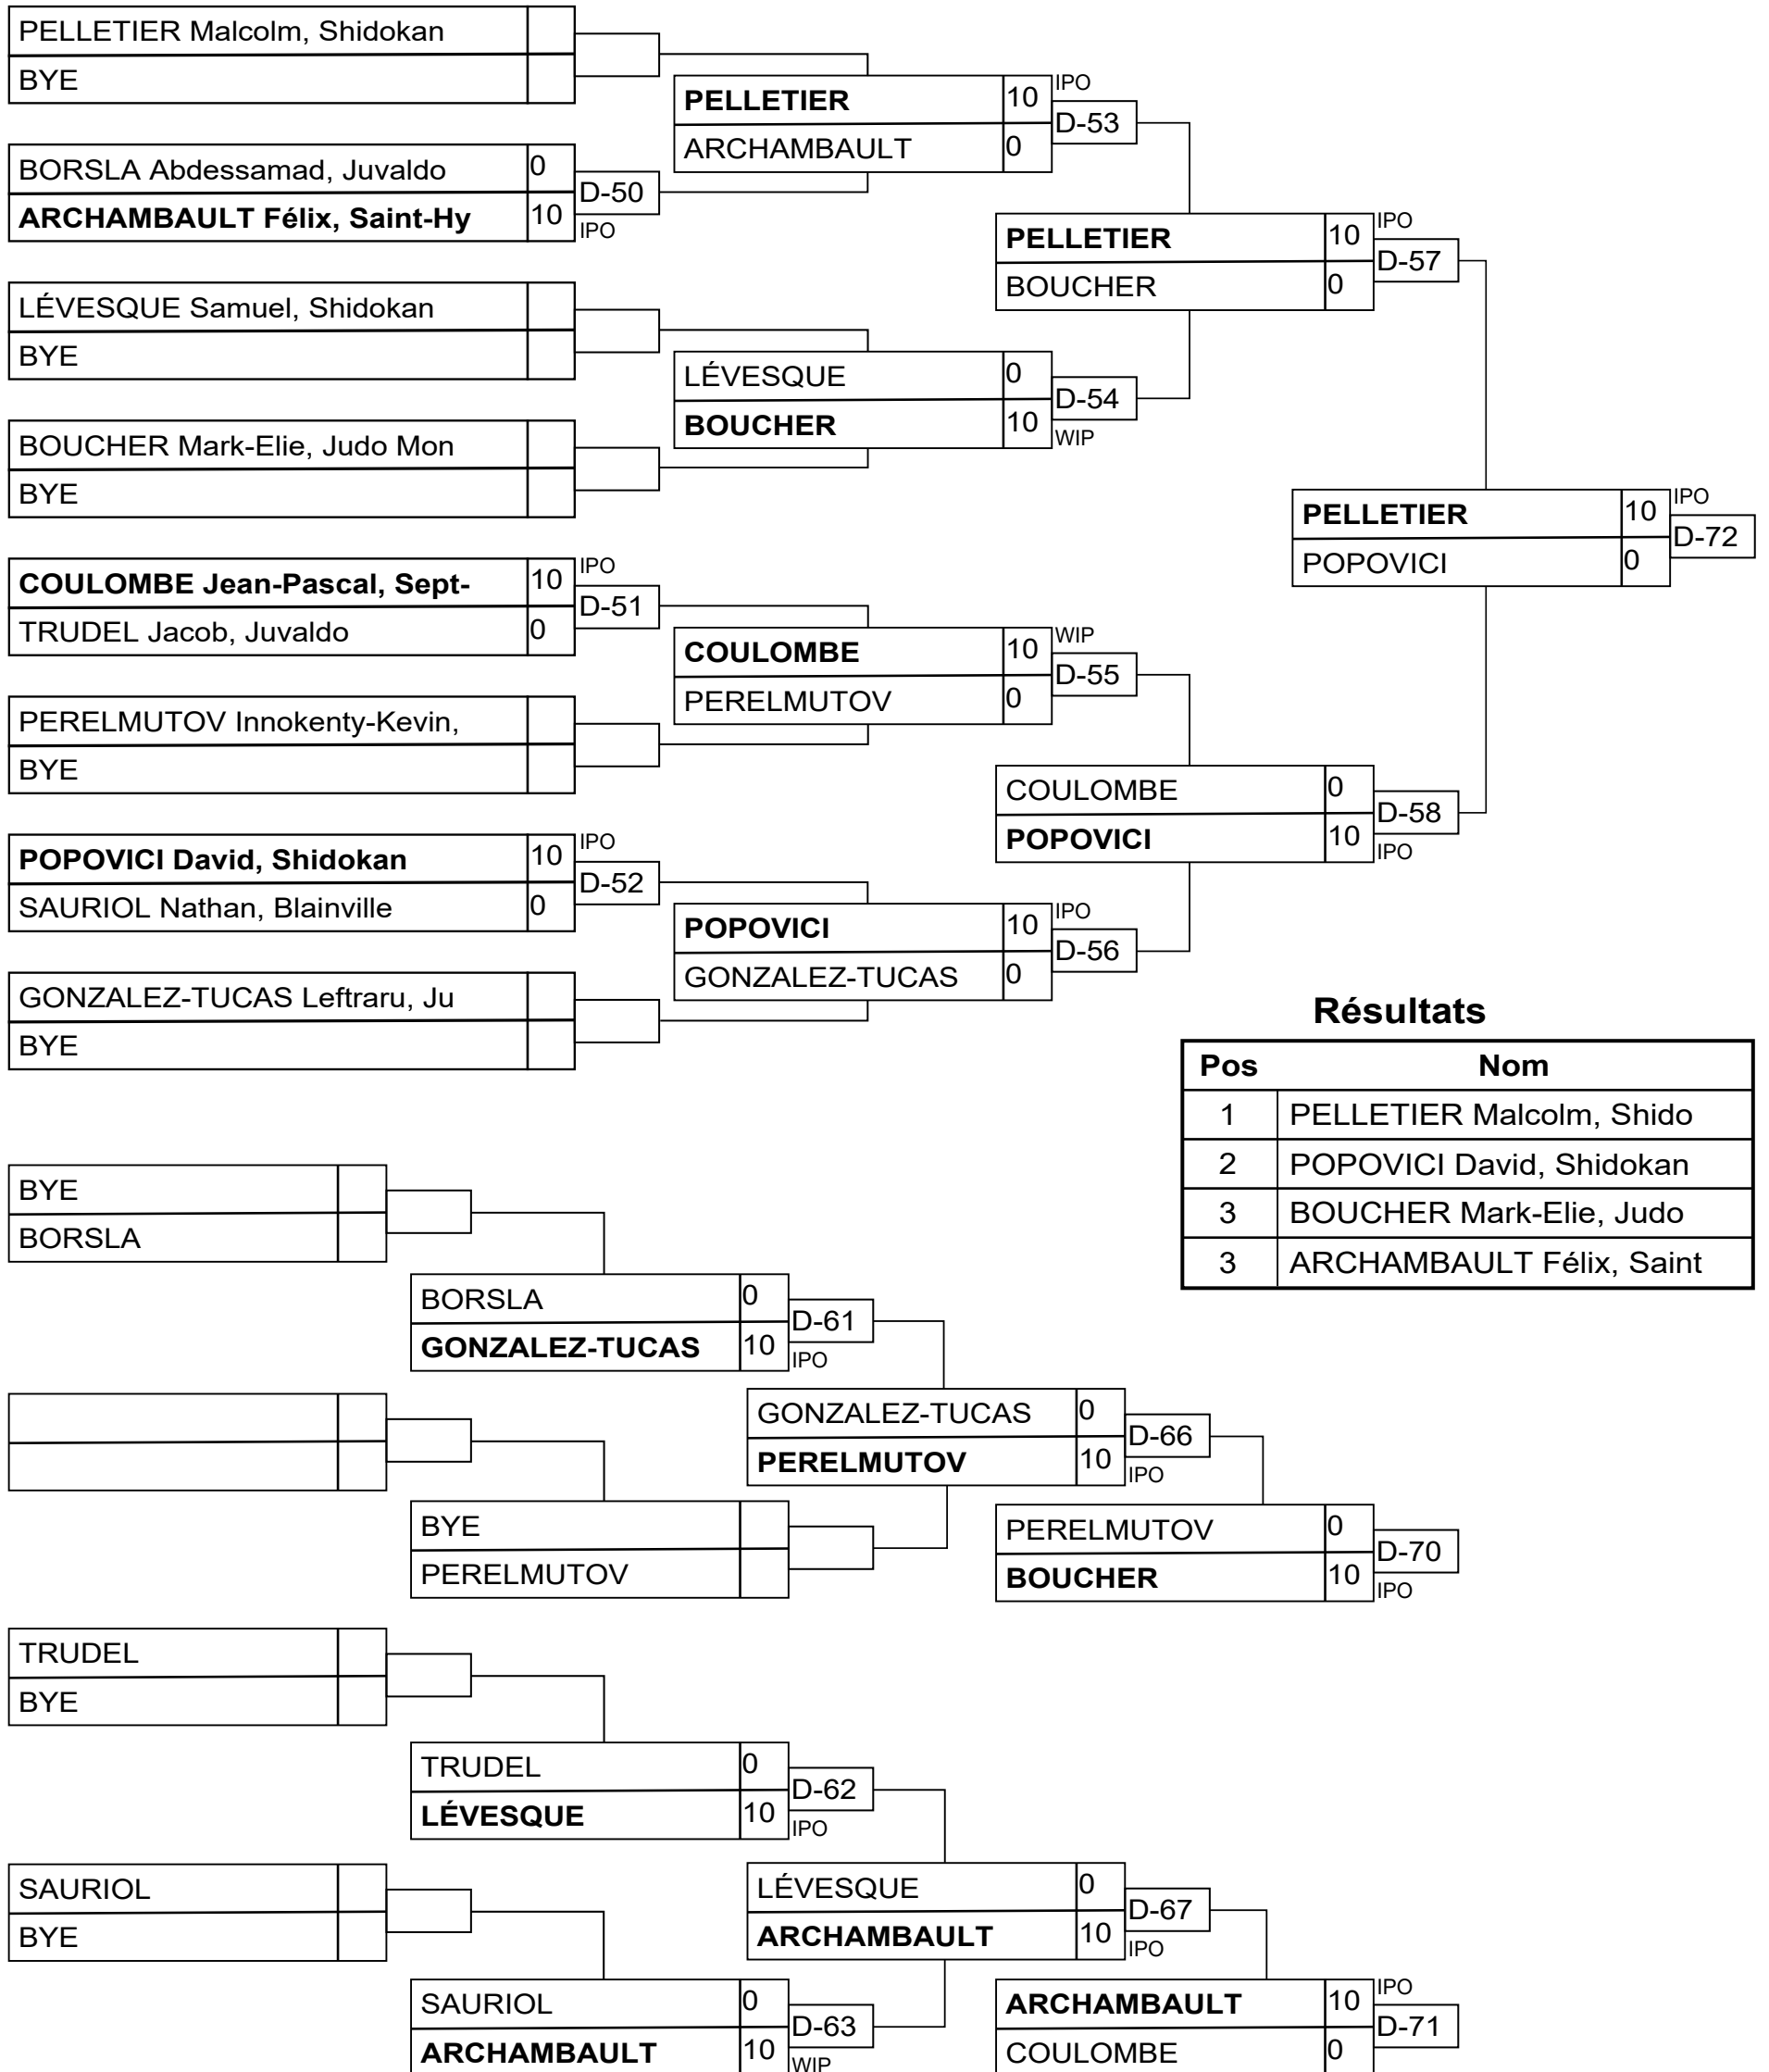 PELLETIER Malcolm, Shidokan
BYE
BORSLA Abdessamad, Juvaldo 0
D-50
ARCHAMBAULT Félix, Saint-Hy 10
IPO
LÉVESQUE Samuel, Shidokan
BYE
BOUCHER Mark-Elie, Judo Mon
BYE
COULOMBE Jean-Pascal, Sept- 10
IPO
D-51
TRUDEL Jacob, Juvaldo 0
PERELMUTOV Innokenty-Kevin,
BYE
POPOVICI David, Shidokan 10
IPO
D-52
SAURIOL Nathan, Blainville 0
GONZALEZ-TUCAS Leftraru, Ju
BYE
PELLETIER 10
IPO
D-53
ARCHAMBAULT 0
LÉVESQUE 0
D-54
BOUCHER 10
WIP
COULOMBE 10
WIP
D-55
PERELMUTOV 0
POPOVICI 10
IPO
D-56
GONZALEZ-TUCAS 0
PELLETIER 10
IPO
D-57
BOUCHER 0
COULOMBE 0
D-58
POPOVICI 10
IPO
PELLETIER 10
IPO
D-72
POPOVICI 0
Résultats
Pos Nom
1 PELLETIER Malcolm, Shido
2 POPOVICI David, Shidokan
3 BOUCHER Mark-Elie, Judo
3 ARCHAMBAULT Félix, Saint
BYE
BORSLA
BORSLA 0
D-61
GONZALEZ-TUCAS 10
IPO
BYE
PERELMUTOV
GONZALEZ-TUCAS 0
D-66
PERELMUTOV 10
IPO
PERELMUTOV 0
D-70
BOUCHER 10
IPO
TRUDEL
BYE
TRUDEL 0
D-62
LÉVESQUE 10
IPO
SAURIOL
BYE
SAURIOL 0
D-63
ARCHAMBAULT 10
WIP
LÉVESQUE 0
D-67
ARCHAMBAULT 10
IPO
ARCHAMBAULT 10
IPO
D-71
COULOMBE 0